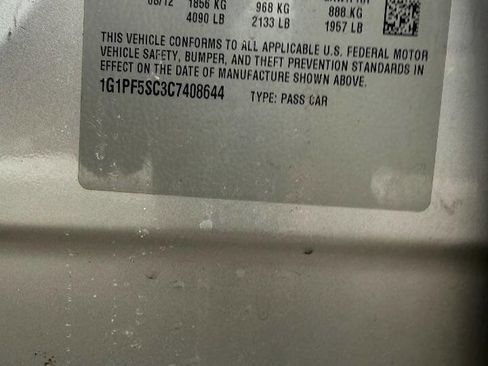 06/12 1856 KG 968 KG 888 KG
4090 LB 2133 LB 1957 LB
THIS VEHICLE CONFORMS TO ALL APPLICABLE U.S. FEDERAL MOTOR
VEHICLE SAFETY, BUMPER, AND THEFT PREVENTION STANDARDS IN
EFFECT ON THE DATE OF MANUFACTURE SHOWN ABOVE.
1G1PF5SC3C7408644 TYPE: PASS CAR